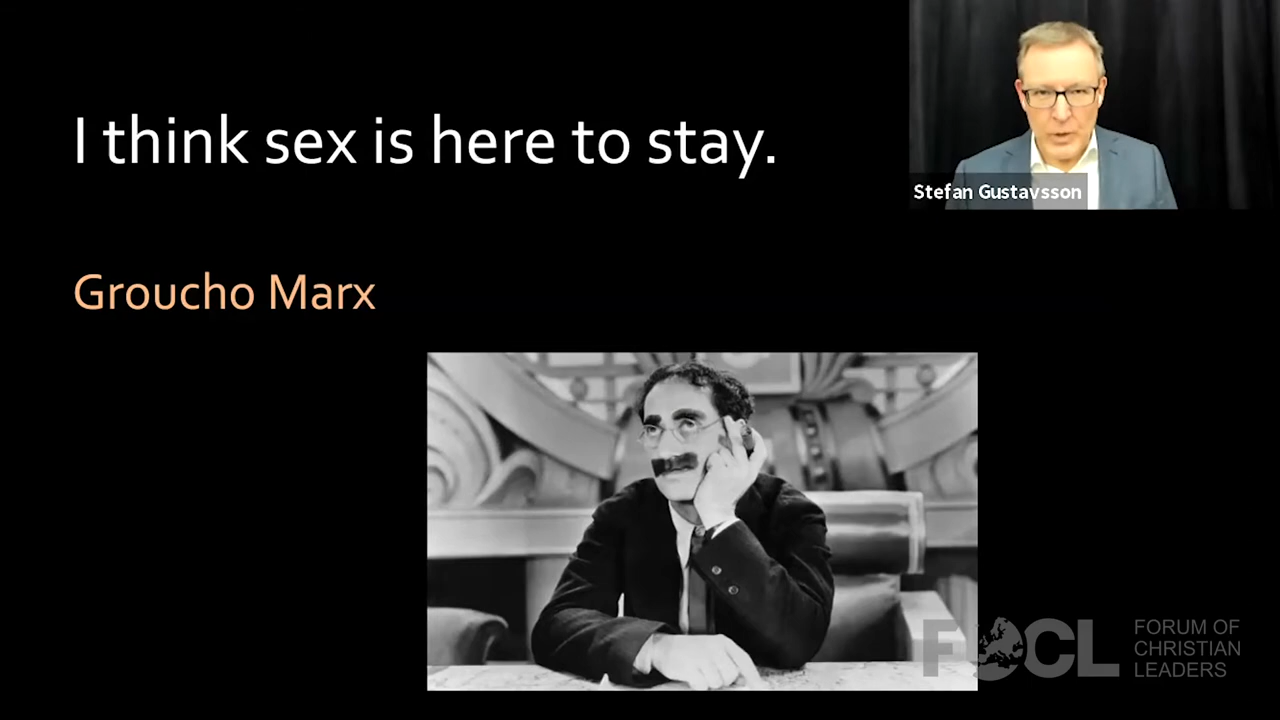 I think sex is here to stay.
Stefan Gustavsson
Groucho Marx
FOCL
FORUM OF
CHRISTIAN
LEADERS